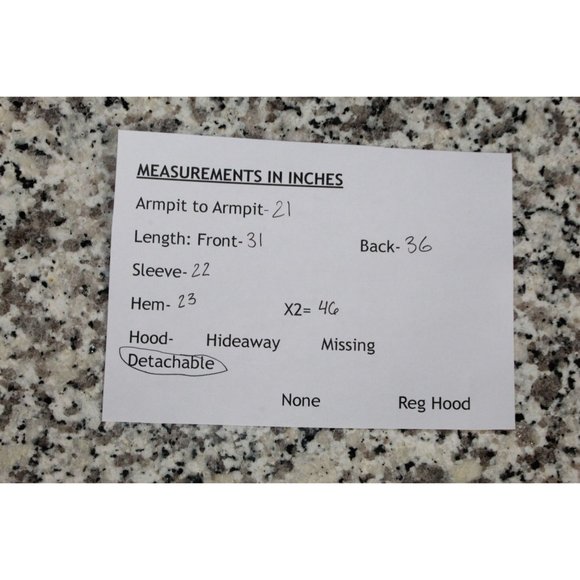 MEASUREMENTS IN INCHES
Armpit to Armpit- 21
Length: Front- 31 Back- 36
Sleeve- 22
Hem- 23 X2= 46
Hood- Hideaway Missing
Detachable
None Reg Hood